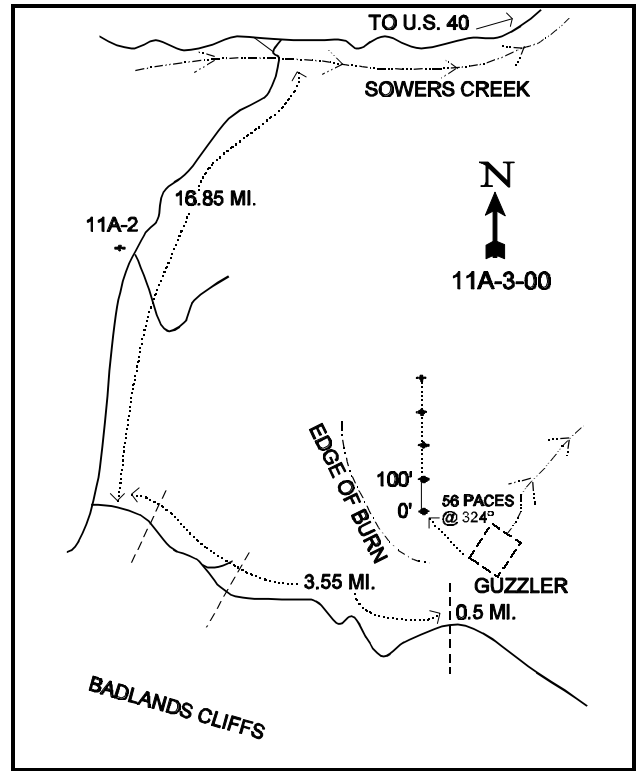 TO U.S. 40
SOWERS CREEK
N
16.85 MI.
11A-2
11A-3-00
EDGE OF BURN
100'
0'
56 PACES
@ 324°
GUZZLER
3.55 MI.
0.5 MI.
BADLANDS CLIFFS